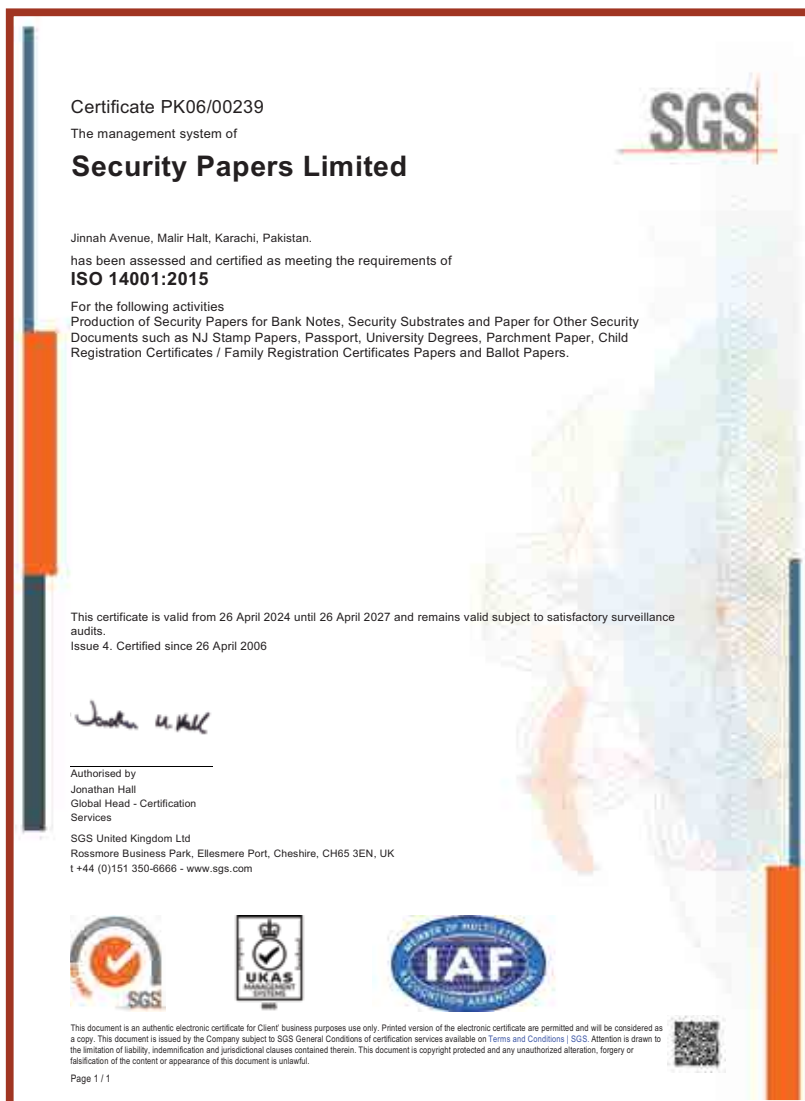 Certificate PK06/00239
SGS
The management system of
Security Papers Limited
Jinnah Avenue, Malir Halt, Karachi, Pakistan.
has been assessed and certified as meeting the requirements of
ISO 14001:2015
For the following activities
Production of Security Papers for Bank Notes, Security Substrates and Paper for Other Security
Documents such as NJ Stamp Papers, Passport, University Degrees, Parchment Paper, Child
Registration Certificates / Family Registration Certificates Papers and Ballot Papers.
This certificate is valid from 26 April 2024 until 26 April 2027 and remains valid subject to satisfactory surveillance
audits.
Issue 4. Certified since 26 April 2006
Authorised by
Jonathan Hall
Global Head - Certification
Services
SGS United Kingdom Ltd
Rossmore Business Park, Ellesmere Port, Cheshire, CH65 3EN, UK
t +44 (0)151 350-6666 - www.sgs.com
SGS
UKAS
MANAGEMENT
SYSTEMS
MEMBER OF MULTILATERAL
IAF
RECOGNITION ARRANGEMENT
This document is an authentic electronic certificate for Client' business purposes use only. Printed version of the electronic certificate are permitted and will be considered as
a copy. This document is issued by the Company subject to SGS General Conditions of certification services available on Terms and Conditions | SGS. Attention is drawn to
the limitation of liability, indemnification and jurisdictional clauses contained therein. This document is copyright protected and any unauthorized alteration, forgery or
falsification of the content or appearance of this document is unlawful.
Page 1 / 1